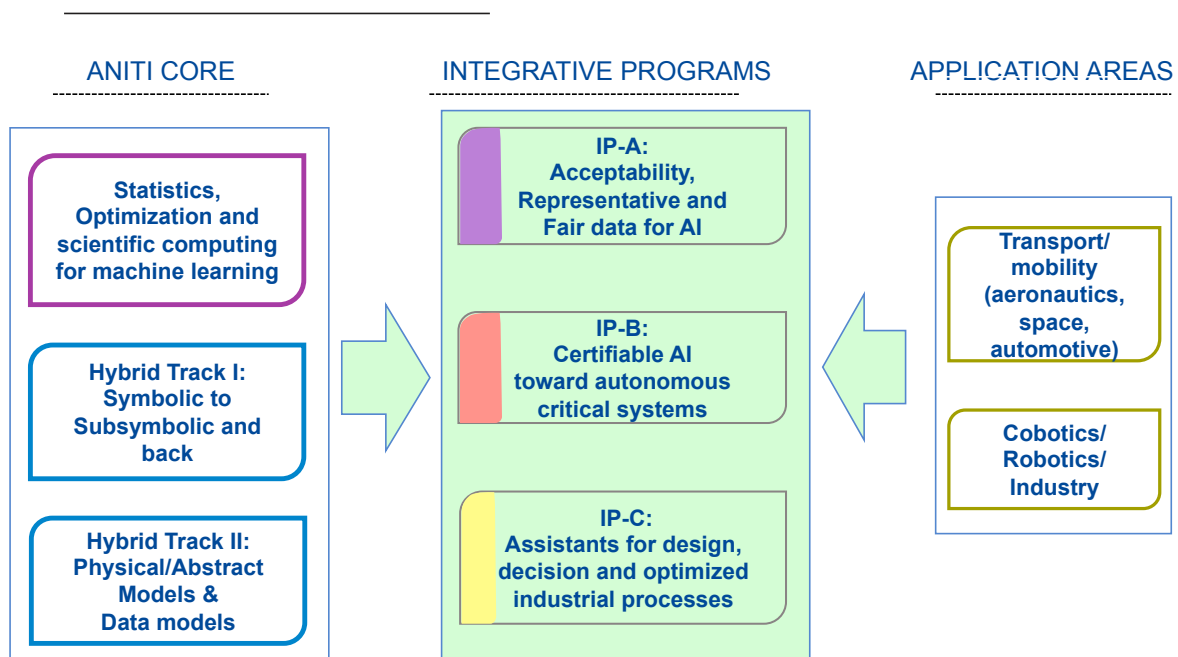 ANITI CORE
INTEGRATIVE PROGRAMS
APPLICATION AREAS
Statistics,
Optimization and
scientific computing
for machine learning
Hybrid Track I:
Symbolic to
Subsymbolic and
back
Hybrid Track II:
Physical/Abstract
Models &
Data models
IP-A:
Acceptability,
Representative and
Fair data for AI
IP-B:
Certifiable AI
toward autonomous
critical systems
IP-C:
Assistants for design,
decision and optimized
industrial processes
Transport/
mobility
(aeronautics,
space,
automotive)
Cobotics/
Robotics/
Industry